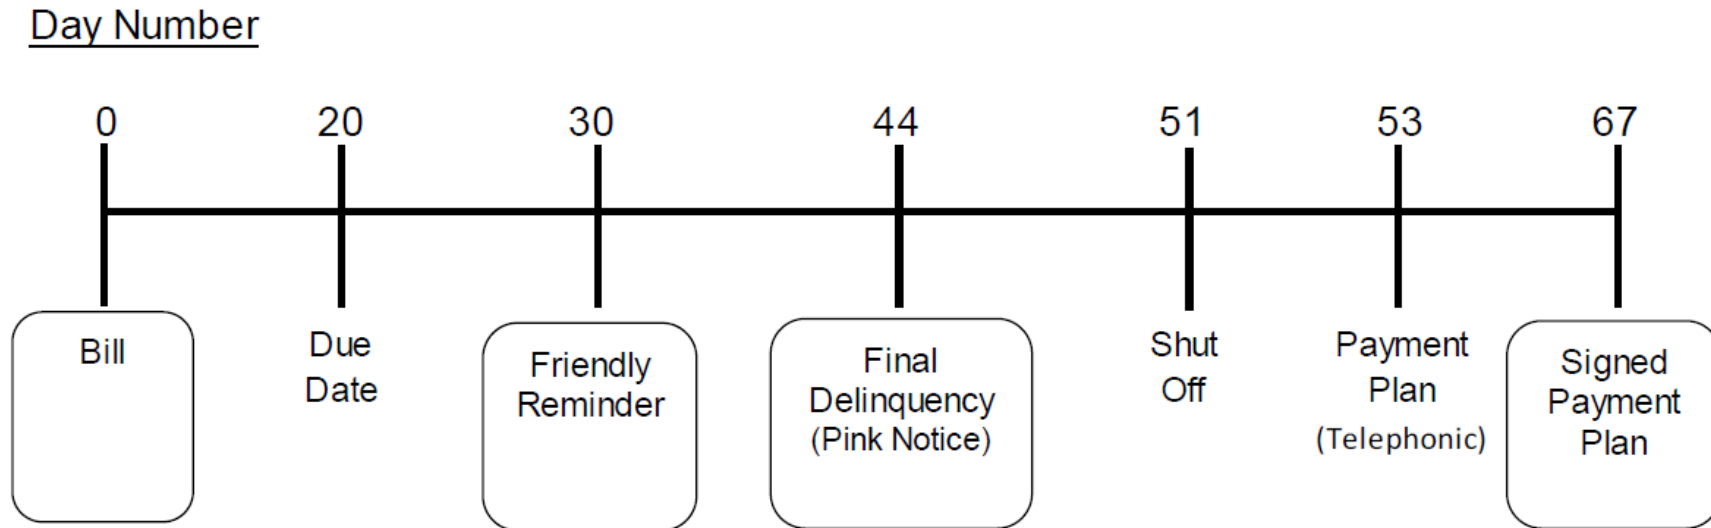 Day Number
0 20 30 44 51 53 67
Bill
Due
Date
Friendly
Reminder
Final
Delinquency
(Pink Notice)
Shut
Off
Payment
Plan
(Telephonic)
Signed
Payment
Plan